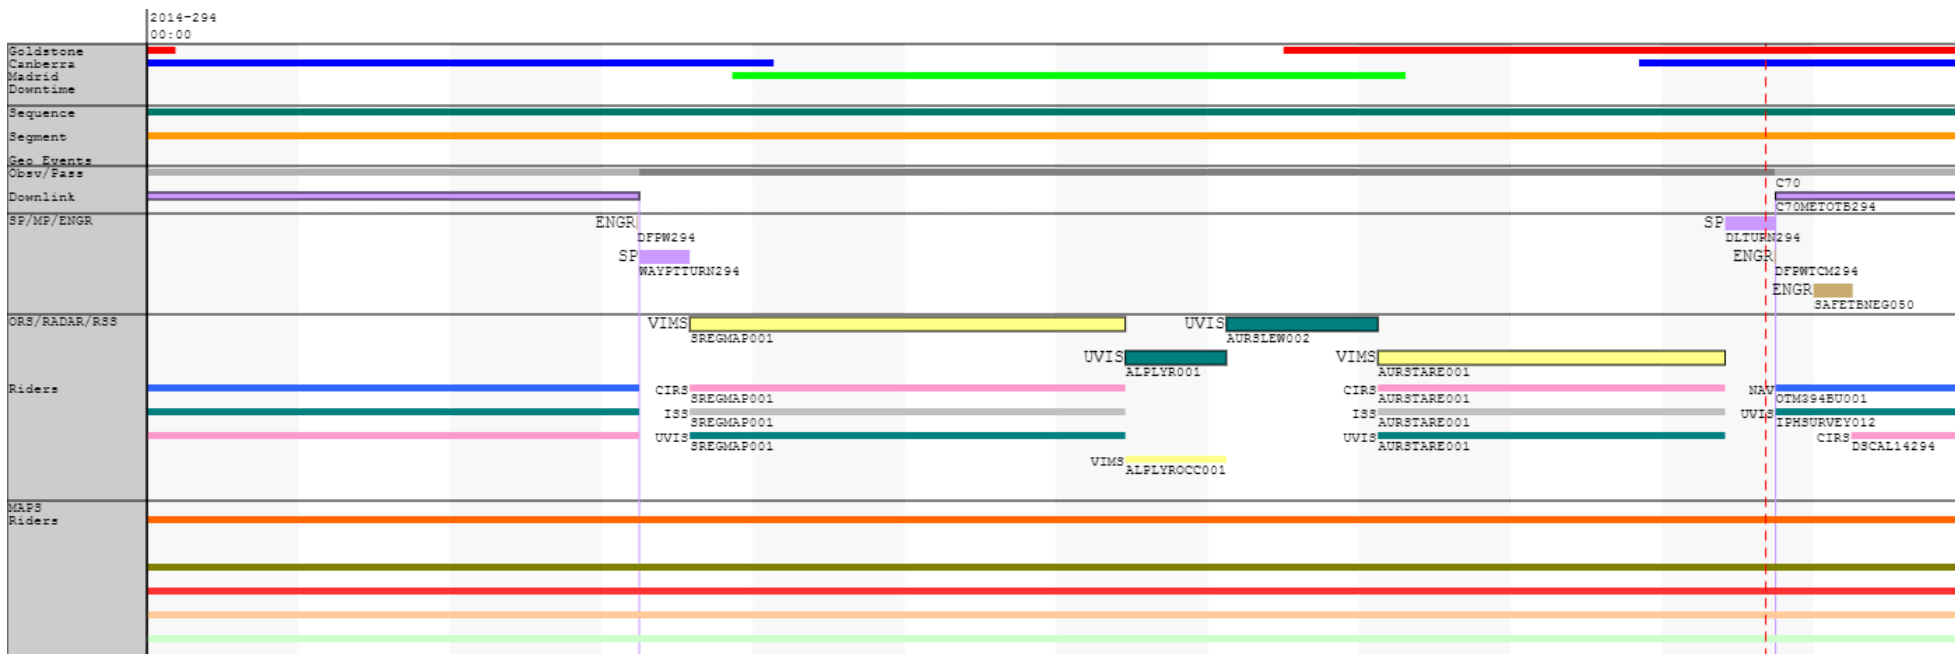 2014-294
00:00
Goldstone
Canberra
Madrid
Downtime
Sequence
Segment
Geo Events
Obsv/Pass
C70
Downlink
C70METOTB294
SP/MP/ENGR
ENGR
SP
DFPW294
DLTURN294
SP
ENGR
WAYPTTURN294
DFPWTCM294
ENGR
SAFETBNEG050
ORS/RADAR/RSS
VIMS
UVIS
SREGMAP001
AURSLEW002
UVIS
VIMS
ALPLYR001
AURSTARE001
Riders
CIRS
CIRS
NAV
SREGMAP001
AURSTARE001
OTM394BU001
ISS
ISS
UVIS
SREGMAP001
AURSTARE001
IPHSURVEY012
UVIS
UVIS
CIRS
SREGMAP001
AURSTARE001
DSCAL14294
VIMS
ALPLYROCC001
MAPS
Riders